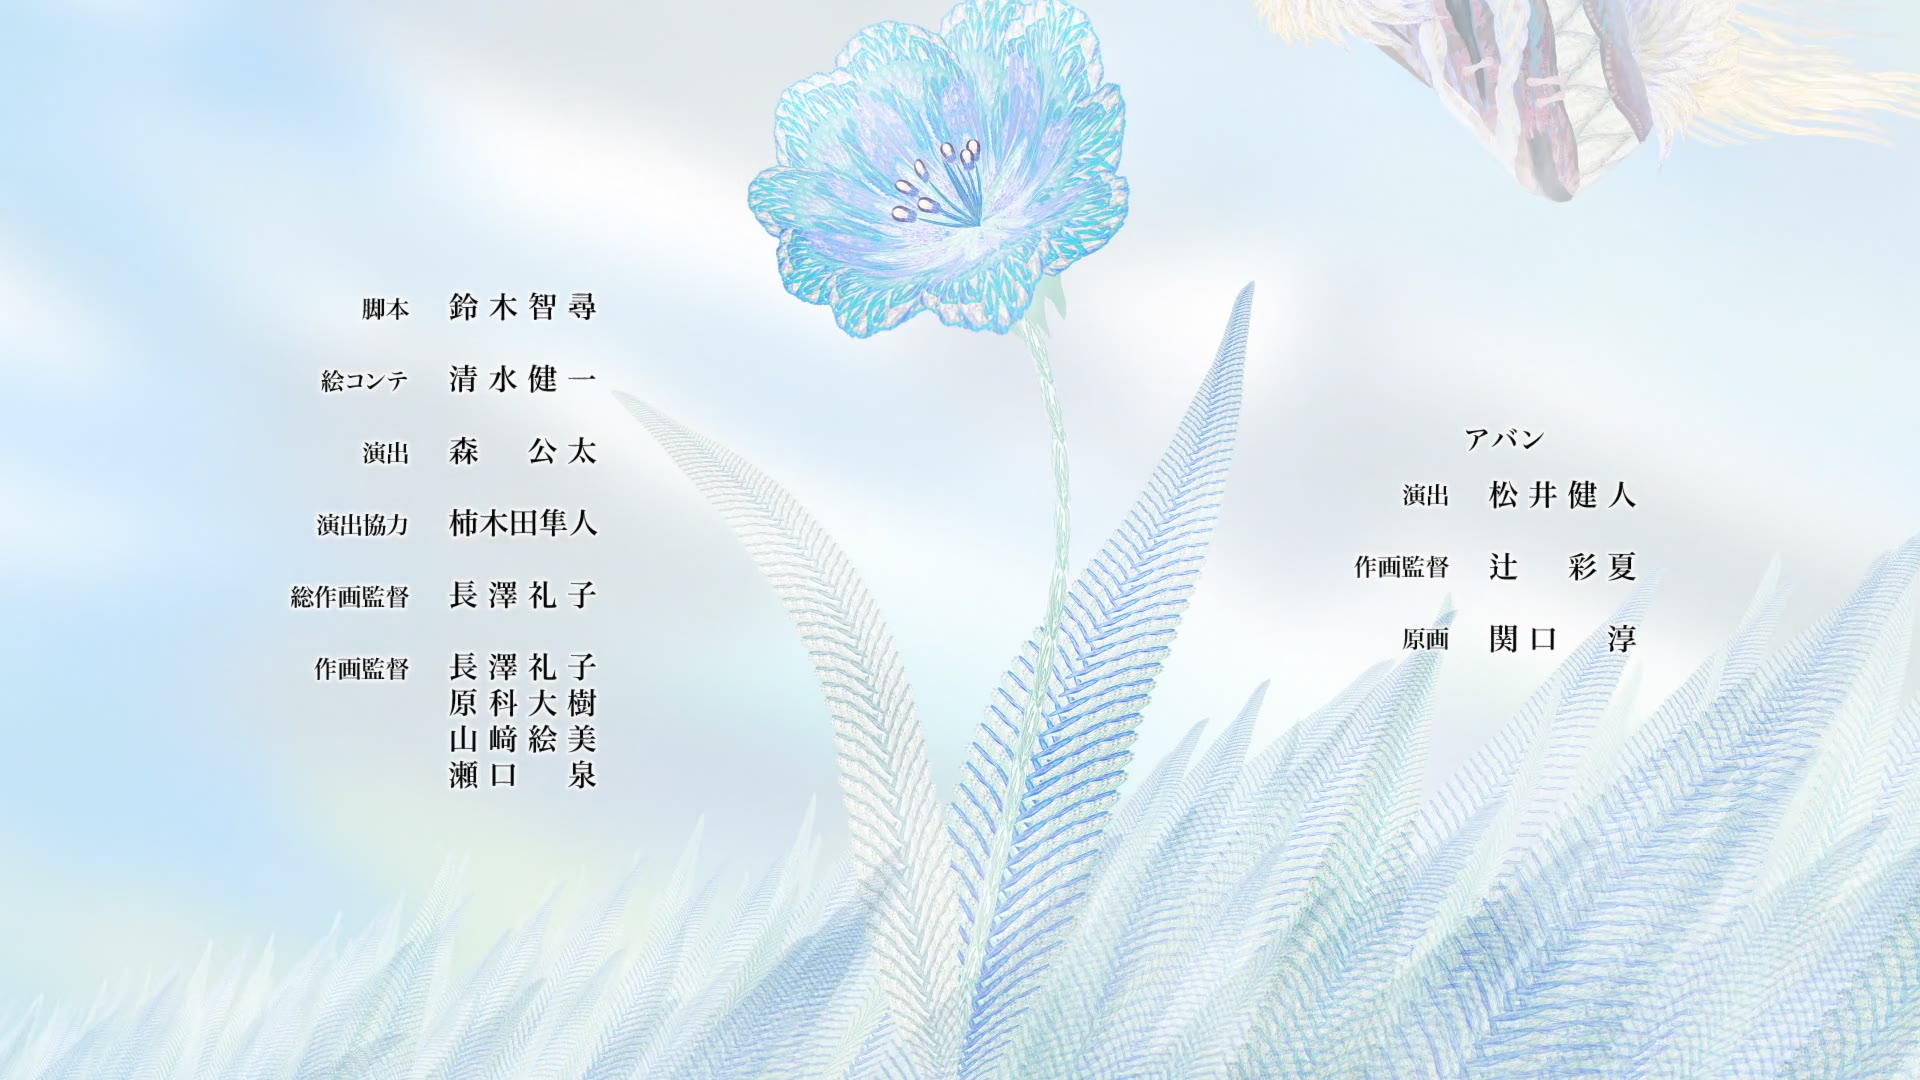 脚本 鈴木智尋
絵コンテ 清水健一
演出 森 公太
演出協力 柿木田隼人
総作画監督 長澤礼子
作画監督 長澤礼子
原科大樹
山﨑絵美
瀬口 泉
アバン
演出 松井健人
作画監督 辻 彩夏
原画 関口 淳